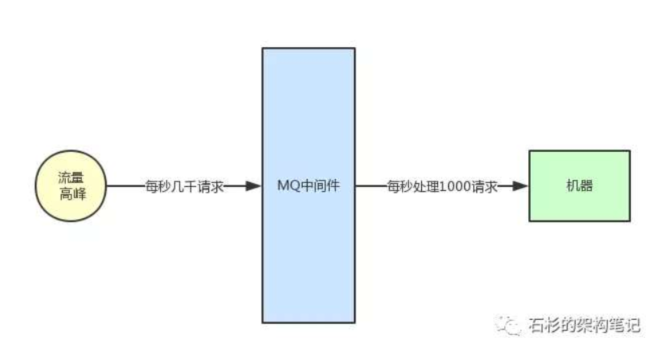 流量
高峰
每秒几千请求
MQ中间件
每秒处理1000请求
机器
石杉的架构笔记